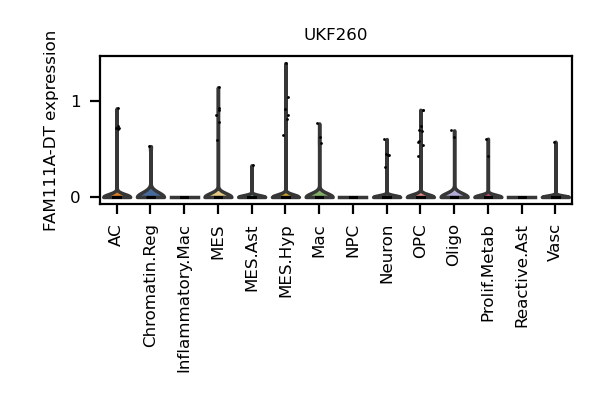 UKF260
FAM111A-DT expression
1
0
AC
Chromatin.Reg
Inflammatory.Mac
MES
MES.Ast
MES.Hyp
Mac
NPC
Neuron
OPC
Oligo
Prolif.Metab
Reactive.Ast
Vasc